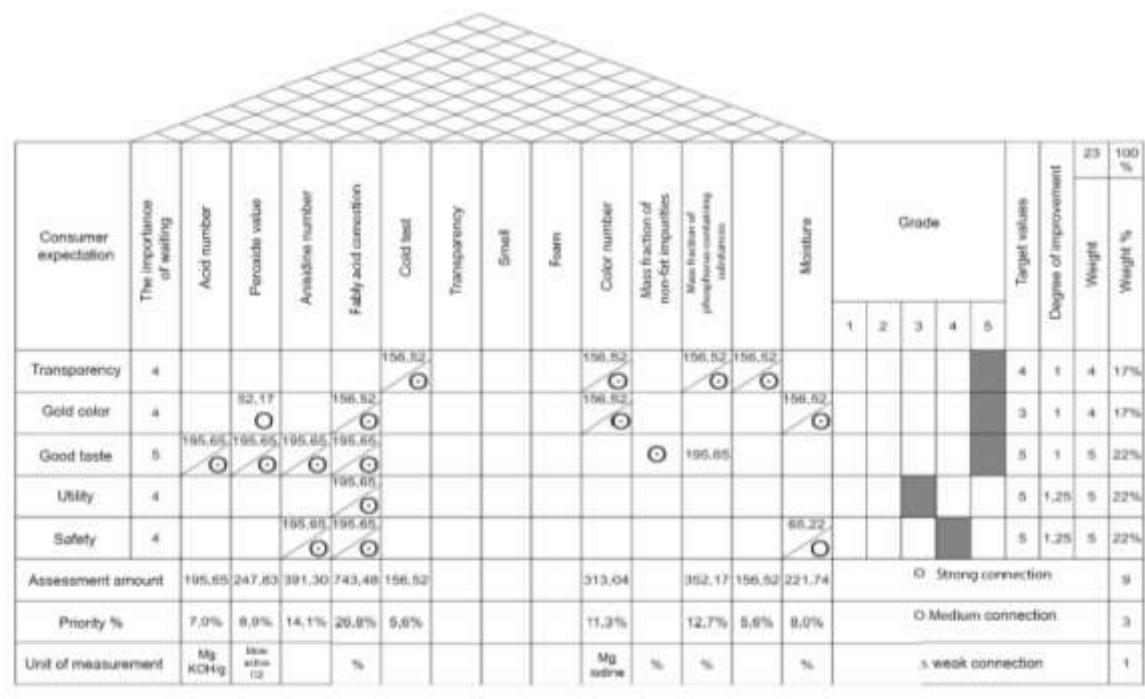 Consumer expectation
The importance of waiting
Acid number
Peroxide value
Anisidine number
Fably acid comostion
Cold test
Transparency
Smell
Foam
Color number
Mass fraction of non-fat impurities
Mass fraction of phosphorus-containing substances
Moisture
Grade
1 2 3 4 5
Target values
Degree of improvement
23
Weight
100 %
Weight %
Transparency 4 156,52, 156,52, 156,52, 156,52, 4 1 4 17%
Gold color 4 52,17 156,52, 156,52, 156,52, 3 1 4 17%
Good taste 5 195,65, 195,65, 195,65, 195,65, 195,65 5 1 5 22%
Utility 4 195,65, 5 1,25 5 22%
Safety 4 195,65, 195,65, 65,22, 5 1,25 5 22%
Assessment amount 195,65 247,83 391,30 743,48 156,52 313,04 352,17 156,52 221,74 Strong connection 9
Priority % 7,0% 8,9% 14,1% 26,8% 5,6% 11,3% 12,7% 5,6% 8,0% Medium connection 3
Unit of measurement Mg KOH/g % Mg iodine % % % weak connection 1